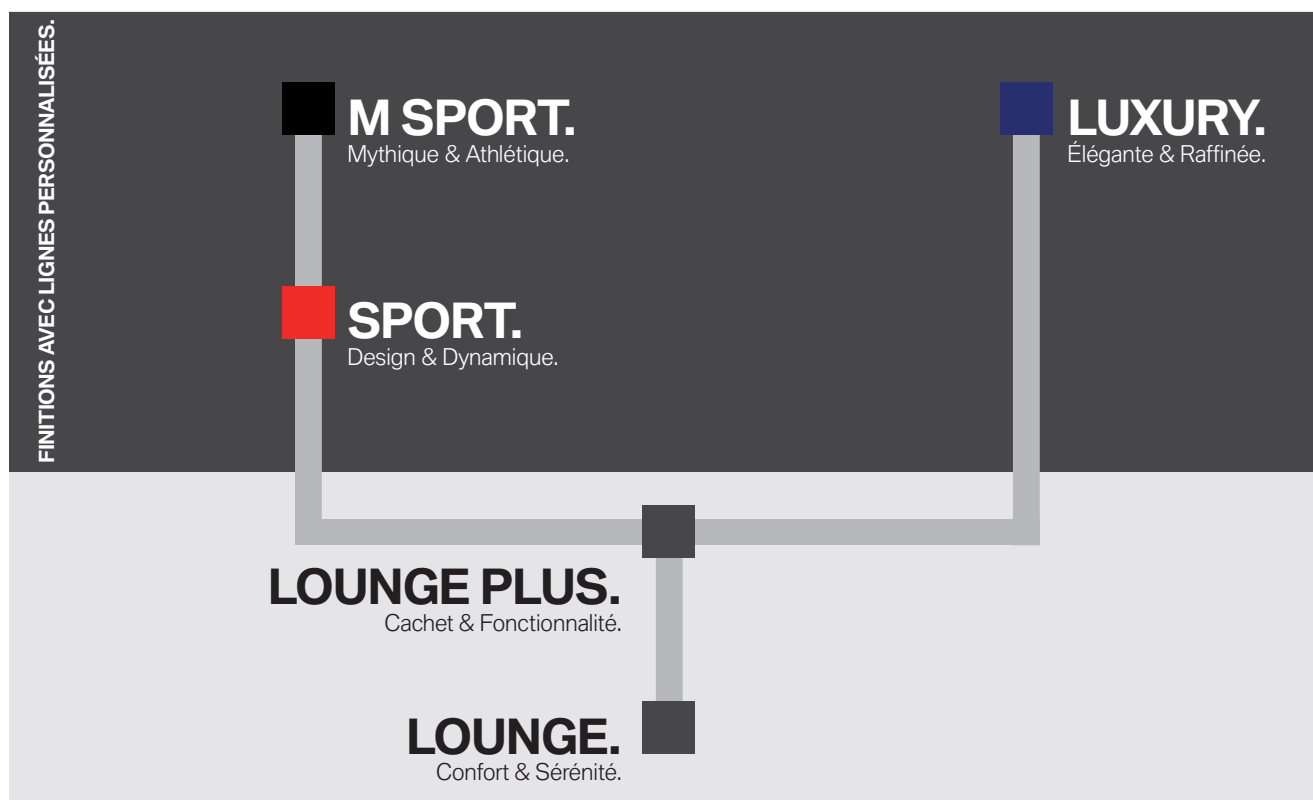 FINITIONS AVEC LIGNES PERSONNALISÉES.
M SPORT.
Mythique & Athlétique.
LUXURY.
Élégante & Raffinée.
SPORT.
Design & Dynamique.
LOUNGE PLUS.
Cachet & Fonctionnalité.
LOUNGE.
Confort & Sérénité.